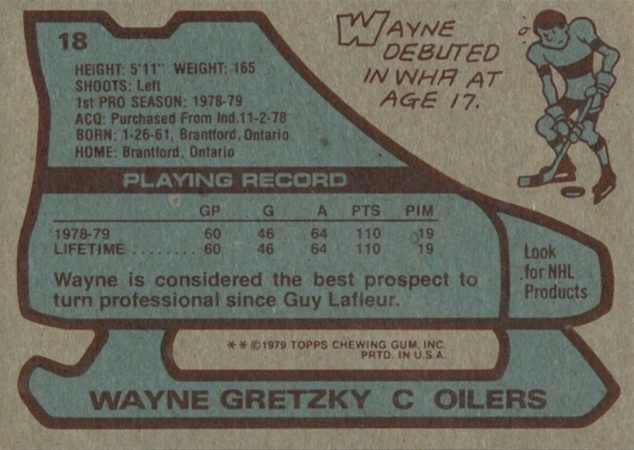 18
WAYNE
DEBUTED
IN WHA AT
AGE 17.
HEIGHT: 5'11" WEIGHT: 165
SHOOTS: Left
1st PRO SEASON: 1978-79
ACQ: Purchased From Ind.11-2-78
BORN: 1-26-61, Brantford, Ontario
HOME: Brantford, Ontario
PLAYING RECORD
GP G A PTS PIM
1978-79 60 46 64 110 19
LIFETIME ........ 60 46 64 110 19
Wayne is considered the best prospect to
turn professional since Guy Lafleur.
Look
for NHL
Products
**©1979 TOPPS CHEWING GUM, INC.
PRTD. IN U.S.A.
WAYNE GRETZKY C OILERS